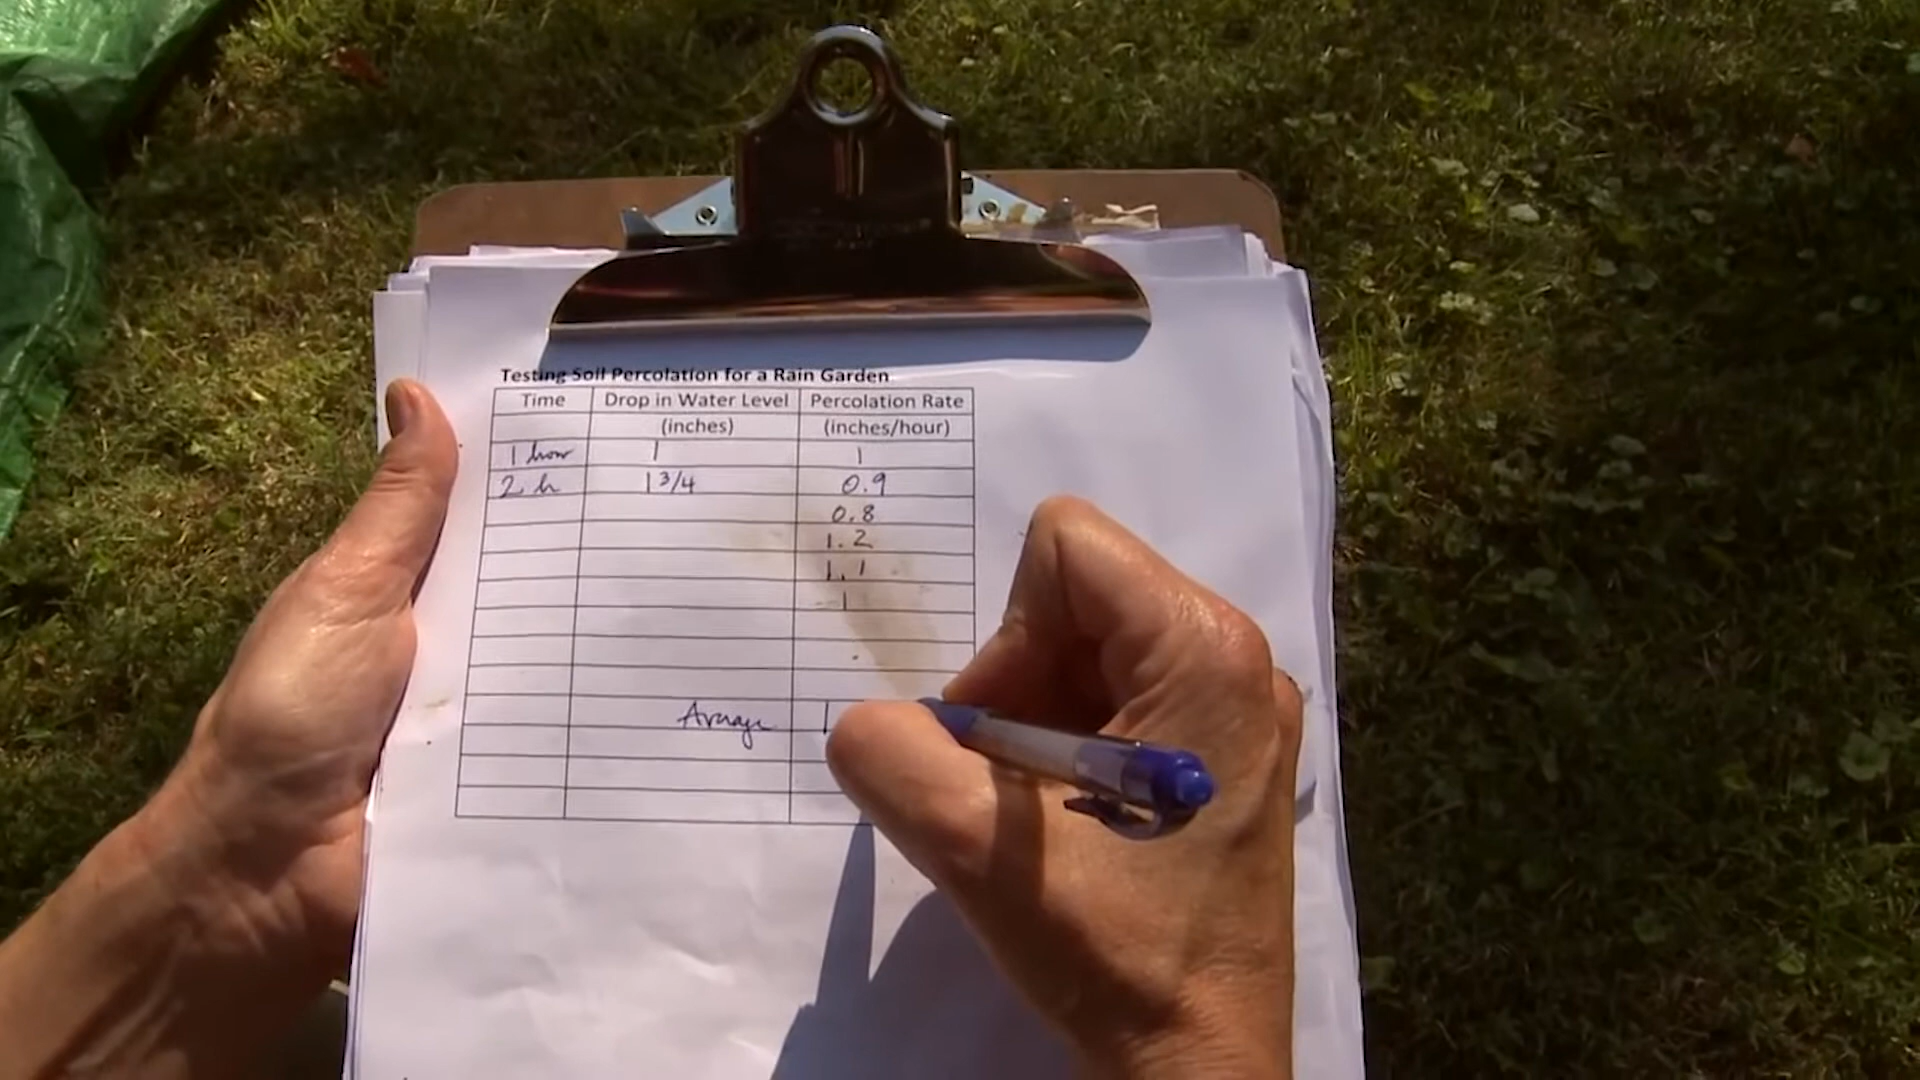 Testing Soil Percolation for a Rain Garden
Time Drop in Water Level Percolation Rate
(inches) (inches/hour)
1 hour 1 1
2 h 1 3/4 0.9
0.8
1.2
1.1
1
Average 1